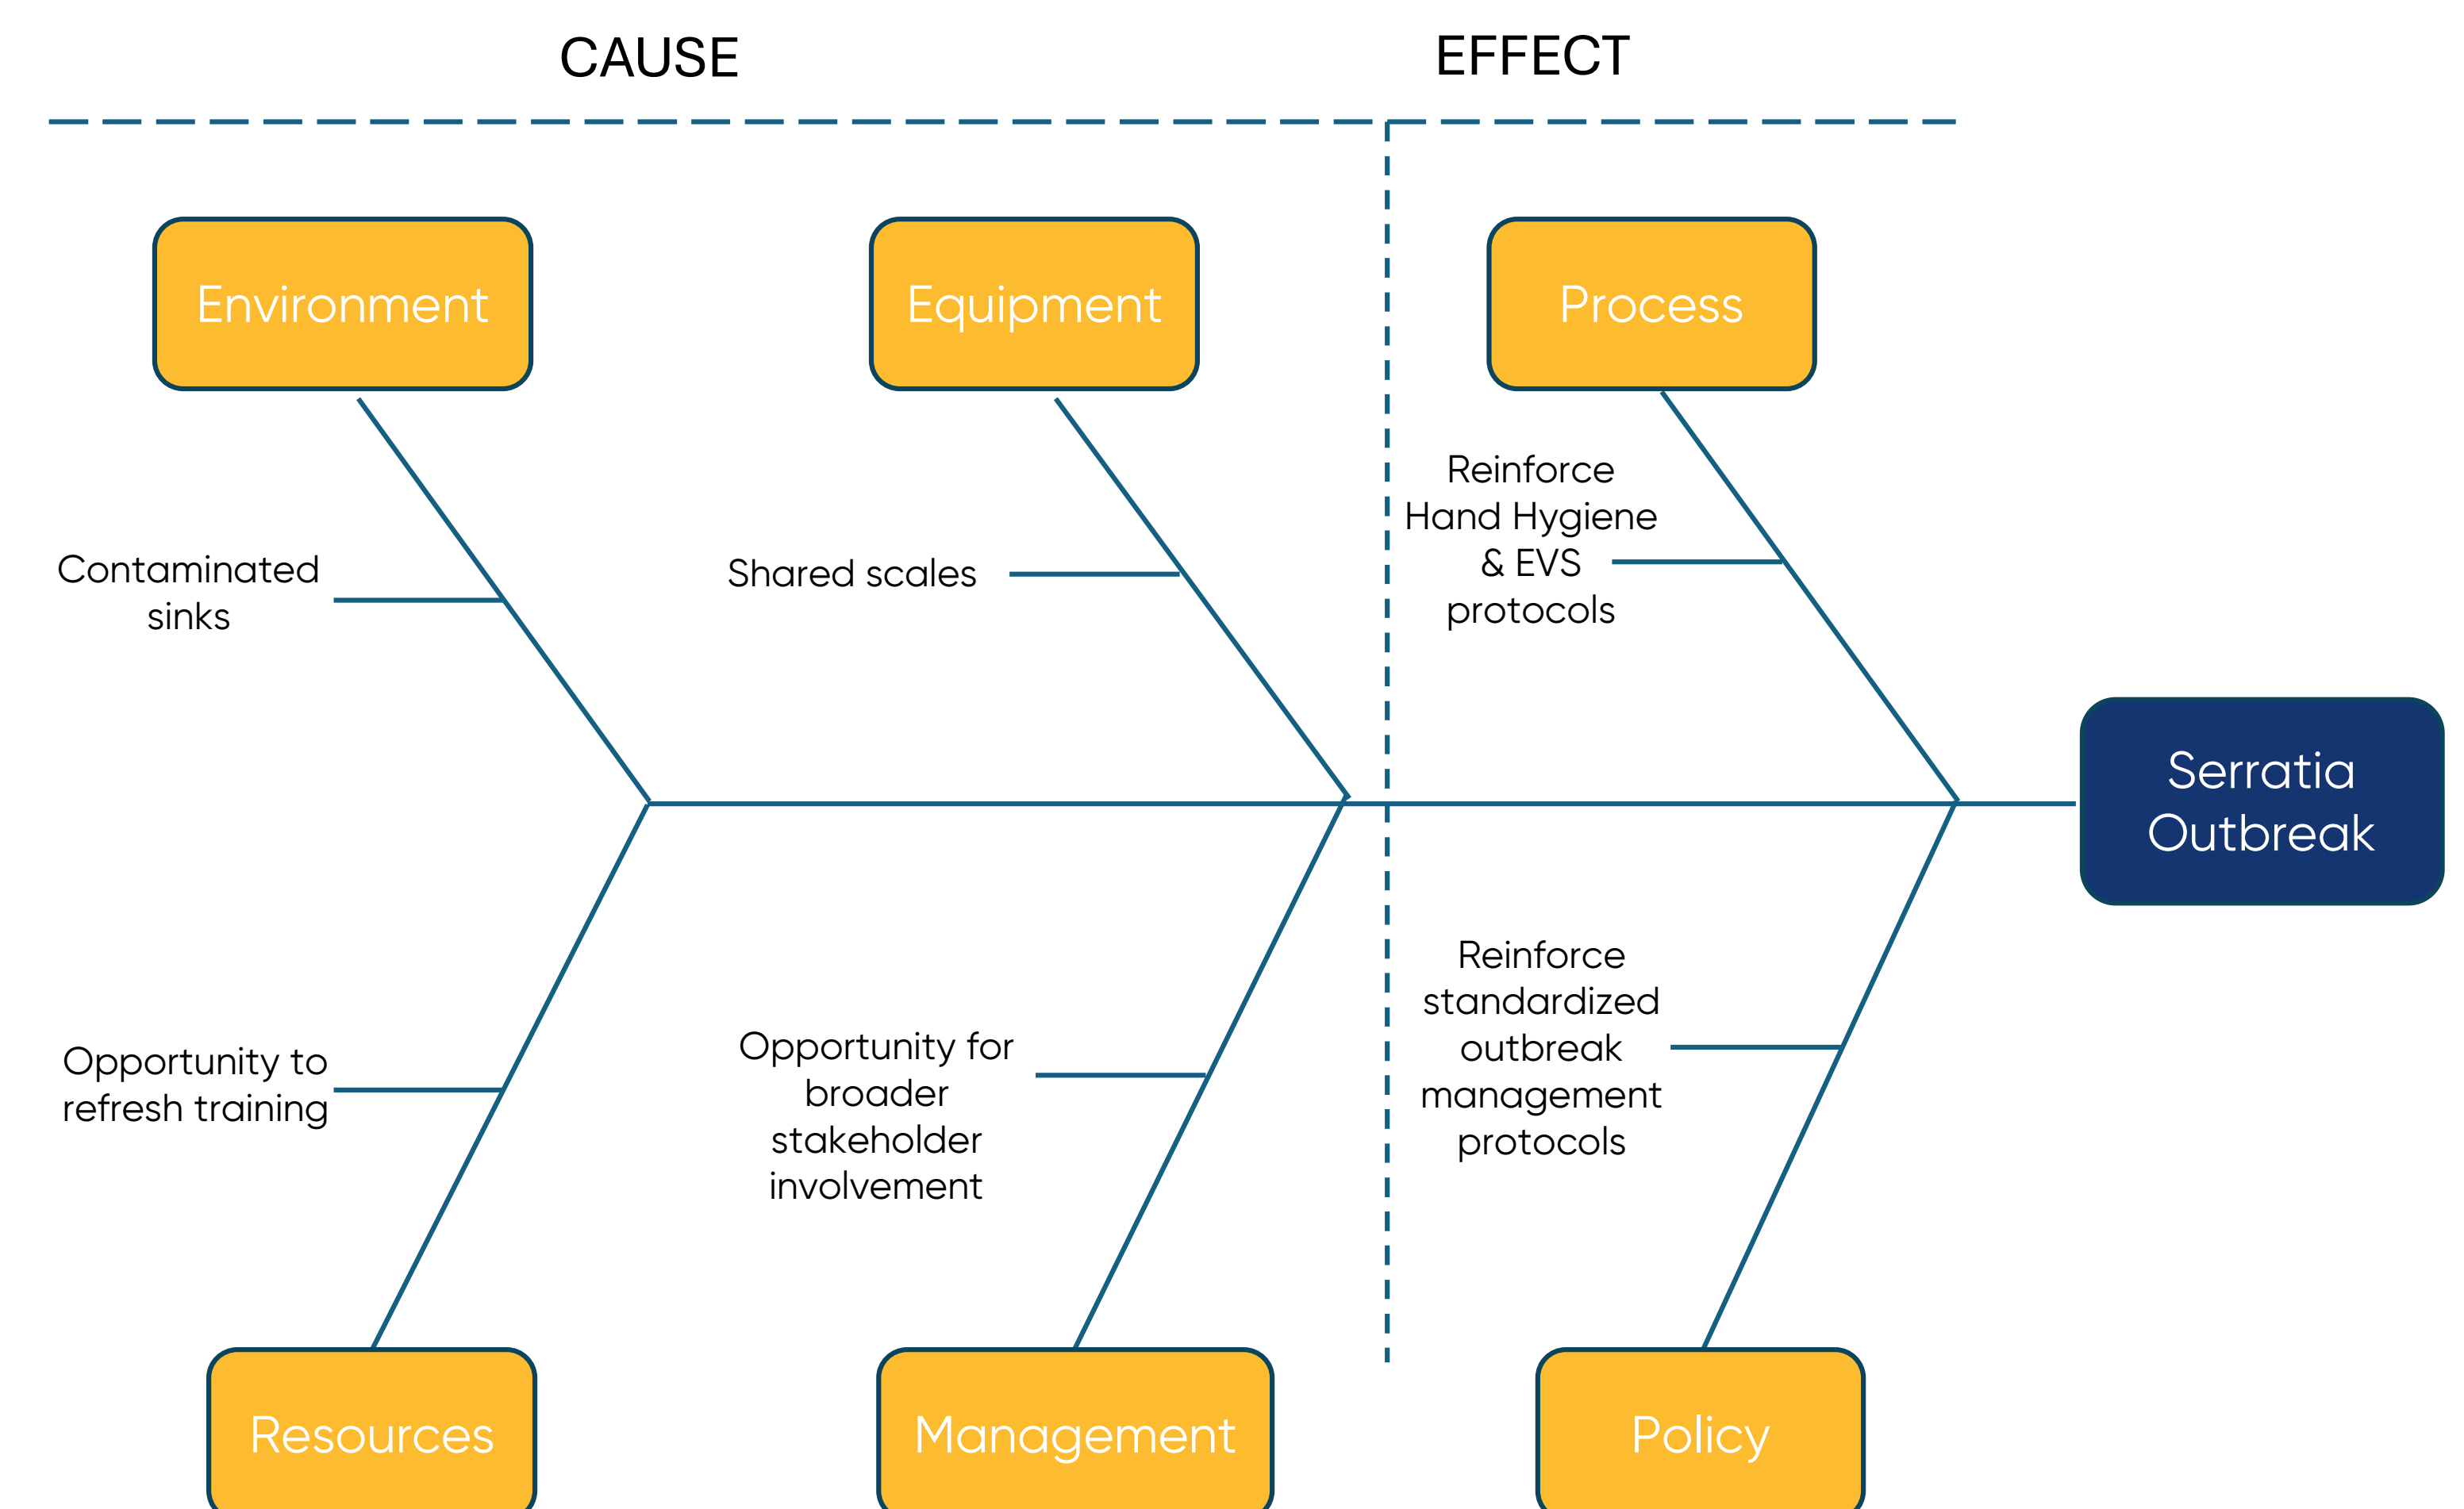 CAUSE
EFFECT
Environment
Equipment
Process
Contaminated
sinks
Shared scales
Reinforce
Hand Hygiene
& EVS
protocols
Serratia
Outbreak
Opportunity to
refresh training
Opportunity for
broader
stakeholder
involvement
Reinforce
standardized
outbreak
management
protocols
Resources
Management
Policy